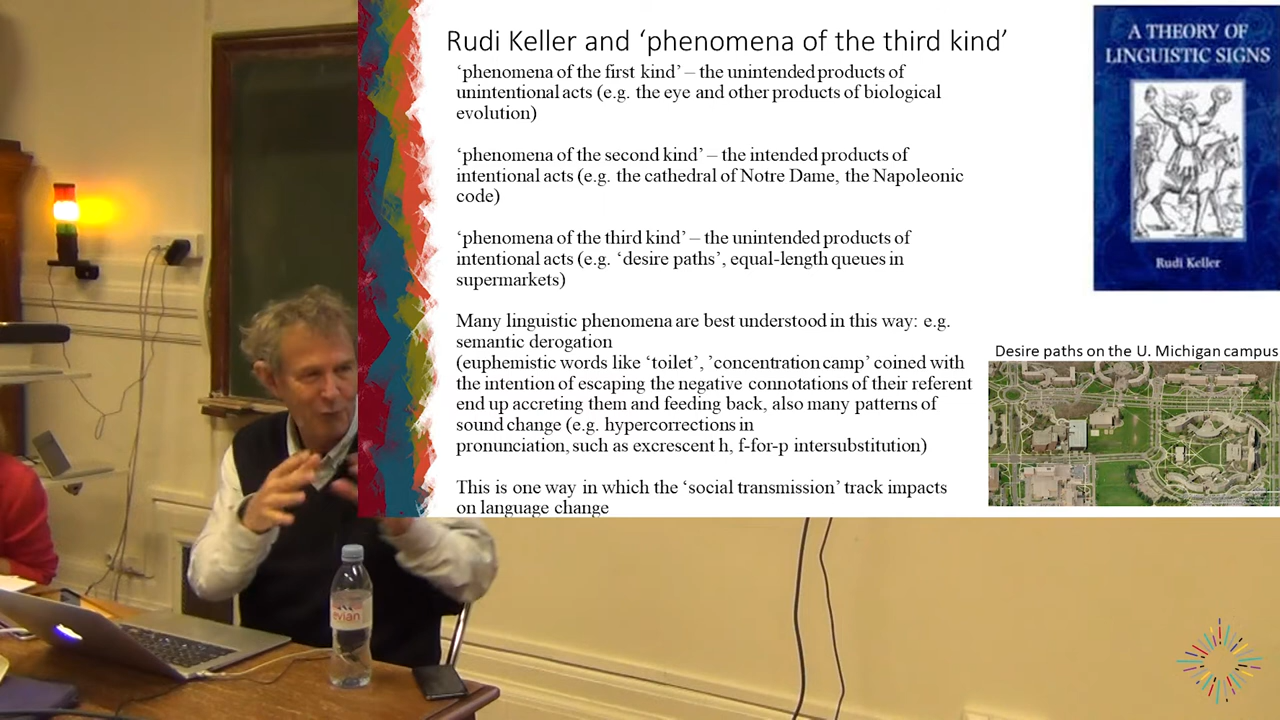 Rudi Keller and ‘phenomena of the third kind’
‘phenomena of the first kind’ – the unintended products of
unintentional acts (e.g. the eye and other products of biological
evolution)
‘phenomena of the second kind’ – the intended products of
intentional acts (e.g. the cathedral of Notre Dame, the Napoleonic
code)
‘phenomena of the third kind’ – the unintended products of
intentional acts (e.g. ‘desire paths’, equal-length queues in
supermarkets)
Many linguistic phenomena are best understood in this way: e.g.
semantic derogation
(euphemistic words like ‘toilet’, ’concentration camp’ coined with
the intention of escaping the negative connotations of their referent
end up accreting them and feeding back, also many patterns of
sound change (e.g. hypercorrections in
pronunciation, such as excrescent h, f-for-p intersubstitution)
This is one way in which the ‘social transmission’ track impacts
on language change
A THEORY OF
LINGUISTIC SIGNS
Rudi Keller
Desire paths on the U. Michigan campus
evian